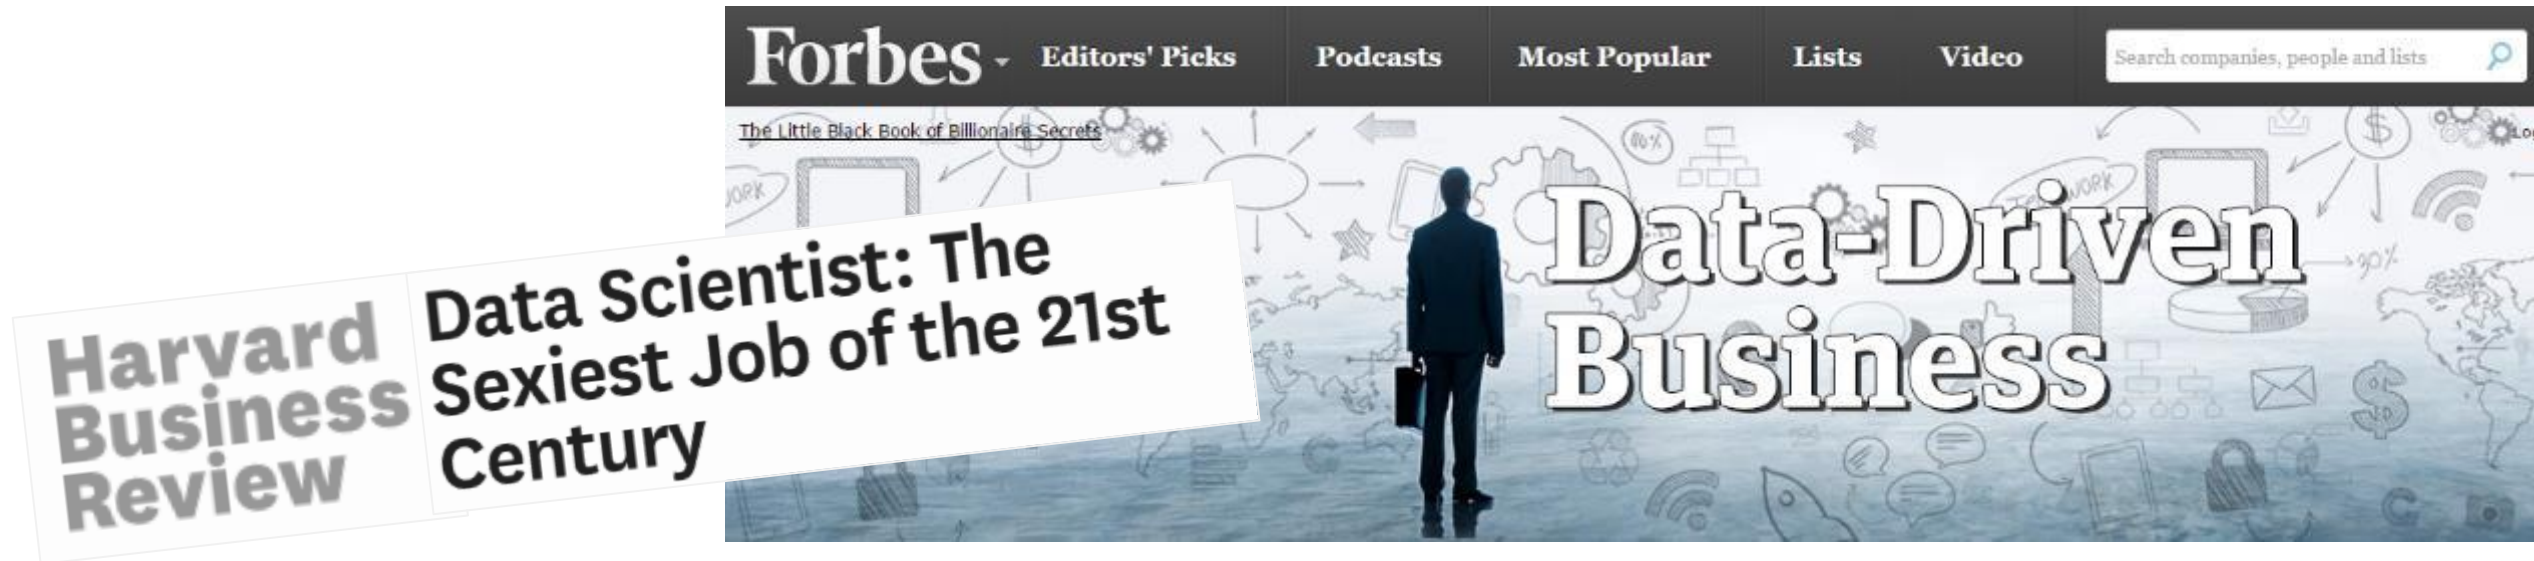 Forbes
Editors' Picks
Podcasts
Most Popular
Lists
Video
Search companies, people and lists
The Little Black Book of Billionaire Secrets
Data-Driven
Business
Harvard
Business
Review
Data Scientist: The
Sexiest Job of the 21st
Century